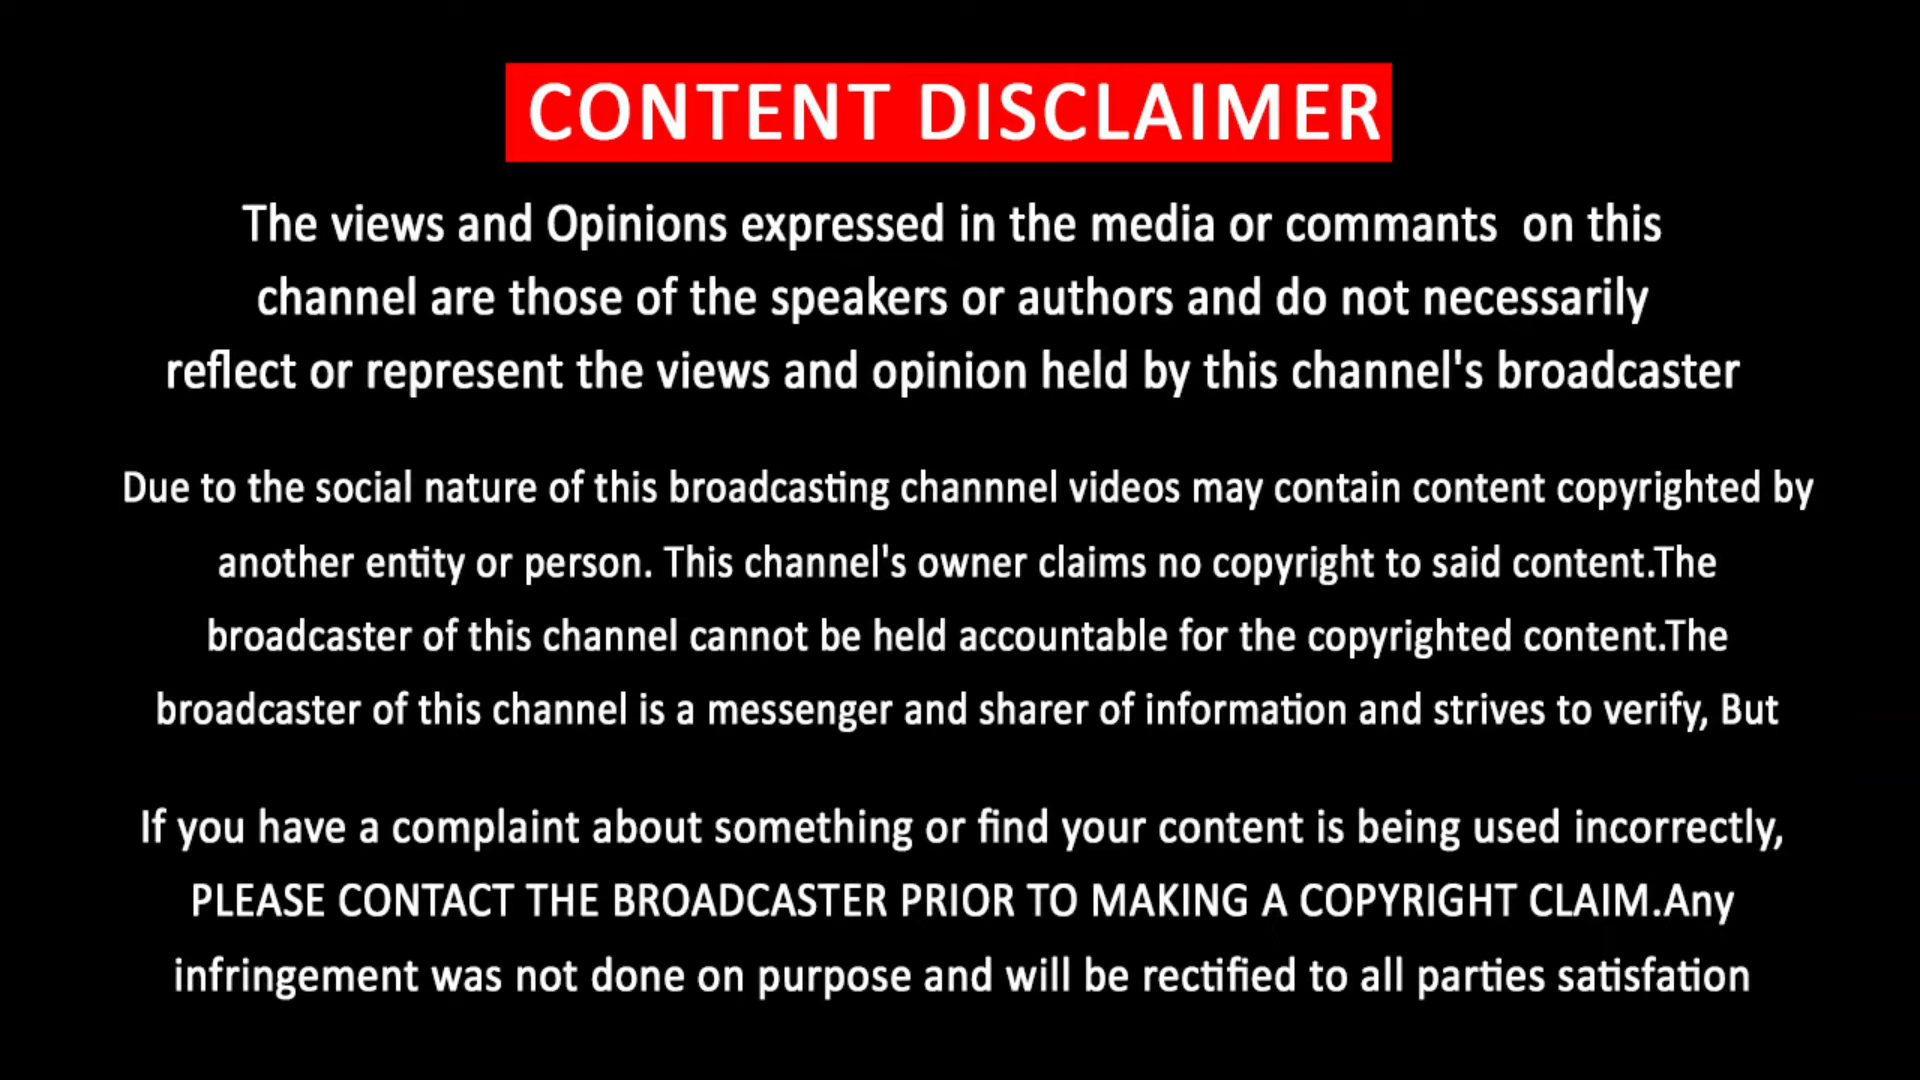 CONTENT DISCLAIMER
The views and Opinions expressed in the media or commants on this
channel are those of the speakers or authors and do not necessarily
reflect or represent the views and opinion held by this channel's broadcaster
Due to the social nature of this broadcasting channnel videos may contain content copyrighted by
another entity or person. This channel's owner claims no copyright to said content.The
broadcaster of this channel cannot be held accountable for the copyrighted content.The
broadcaster of this channel is a messenger and sharer of information and strives to verify, But
If you have a complaint about something or find your content is being used incorrectly,
PLEASE CONTACT THE BROADCASTER PRIOR TO MAKING A COPYRIGHT CLAIM.Any
infringement was not done on purpose and will be rectified to all parties satisfation